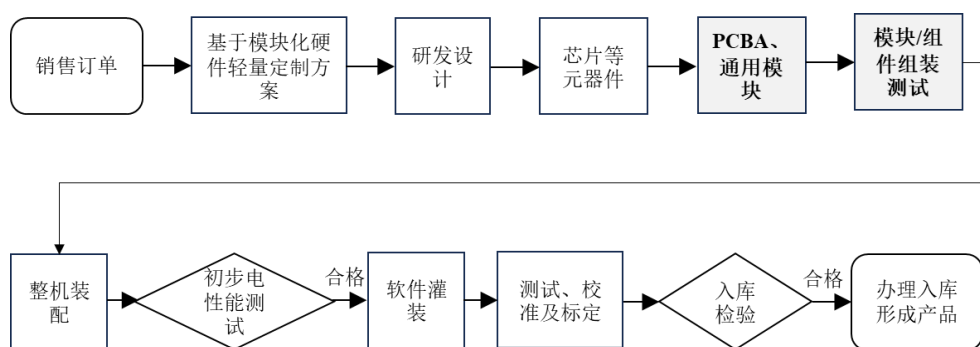 销售订单
基于模块化硬
件轻量定制方
案
研发设
计
芯片等
元器件
PCBA、
通用模
块
模块/组
件组装
测试
整机装
配
初步电
性能测
试
合格
软件灌
装
测试、校
准及标定
入库
检验
合格
办理入库
形成产品